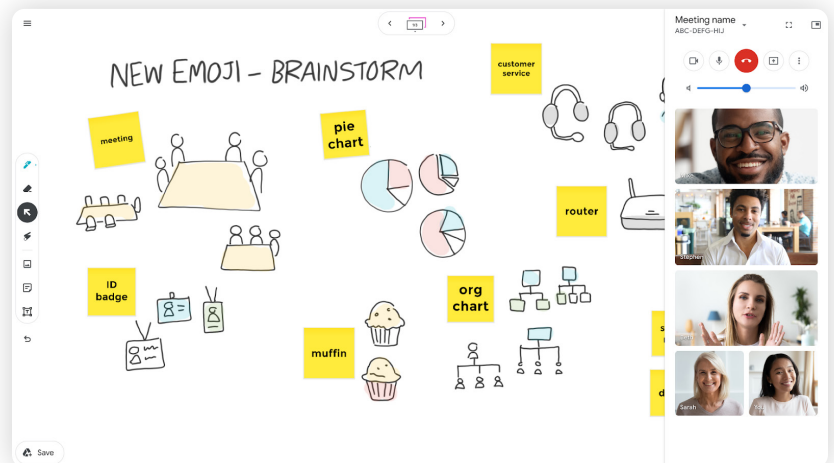 Meeting name
ABC-DEFG-HIJ
NEW EMOJI - BRAINSTORM
customer
service
meeting
pie
chart
router
ID
badge
org
chart
muffin
Stephen
Sarah
You
Save